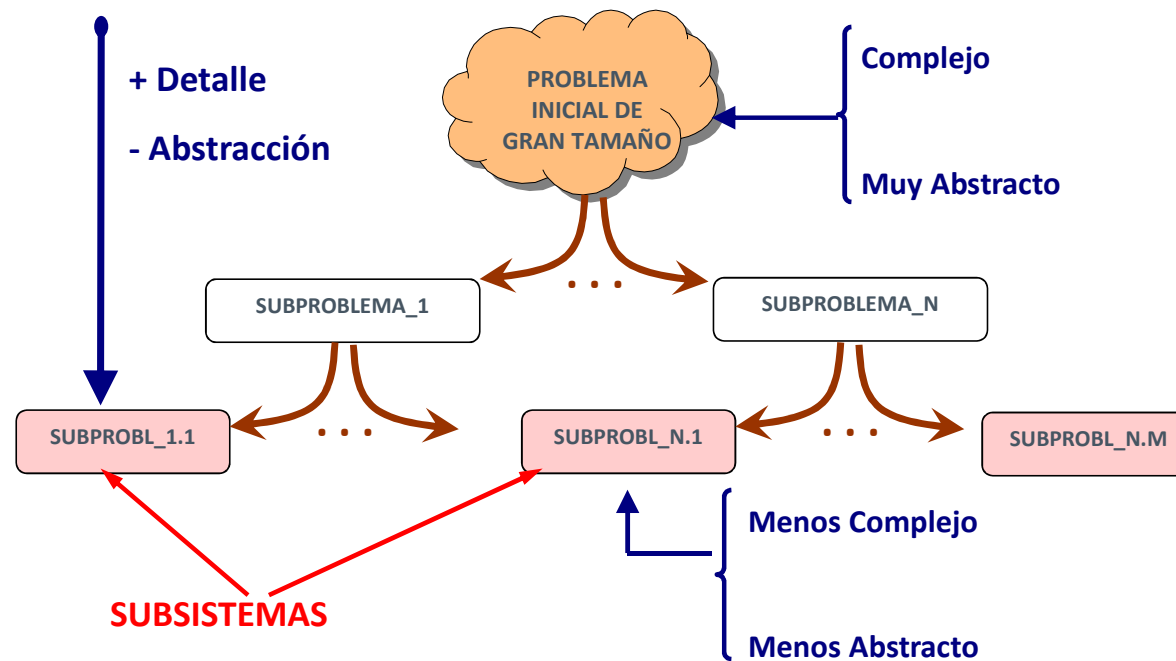 + Detalle
- Abstracción
PROBLEMA
INICIAL DE
GRAN TAMAÑO
Complejo
Muy Abstracto
. . .
SUBPROBLEMA_1
SUBPROBLEMA_N
SUBPROBL_1.1
. . .
SUBPROBL_N.1
. . .
SUBPROBL_N.M
Menos Complejo
Menos Abstracto
SUBSISTEMAS